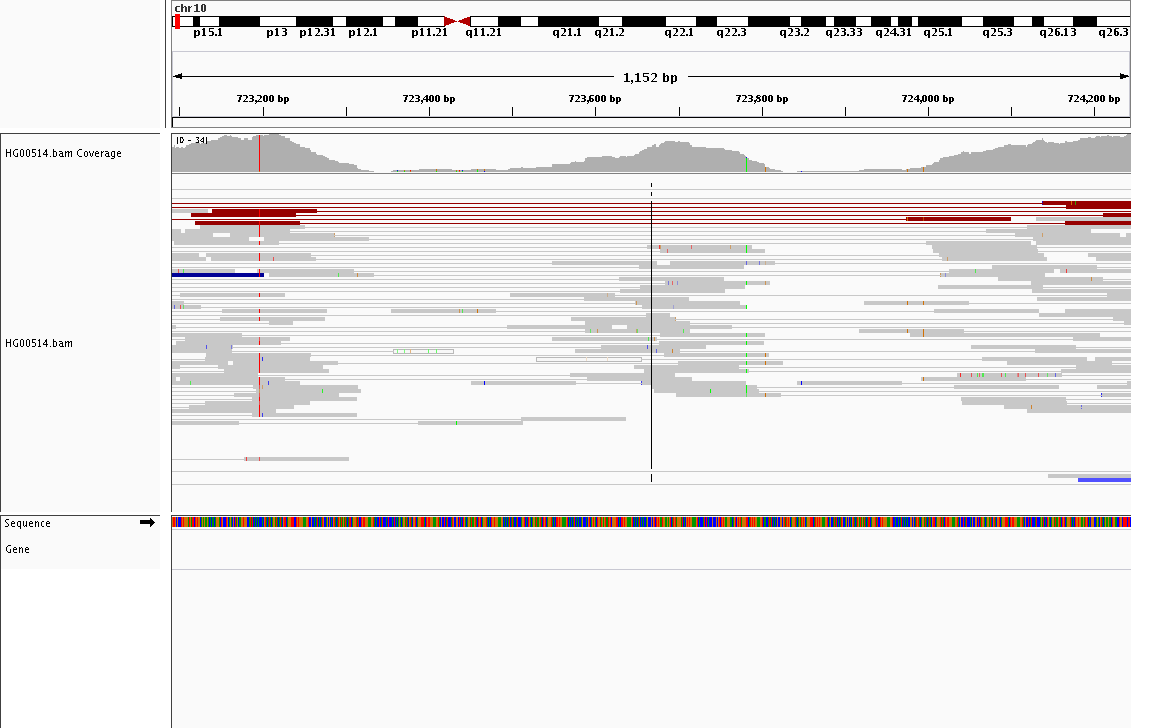 chr10
p15.1 p13 p12.31 p12.1 p11.21 q11.21 q21.1 q21.2 q22.1 q22.3 q23.2 q23.33 q24.31 q25.1 q25.3 q26.13 q26.3
1,152 bp
723,200 bp 723,400 bp 723,600 bp 723,800 bp 724,000 bp 724,200 bp
HG00514.bam Coverage
[0 - 34]
HG00514.bam
Sequence
Gene